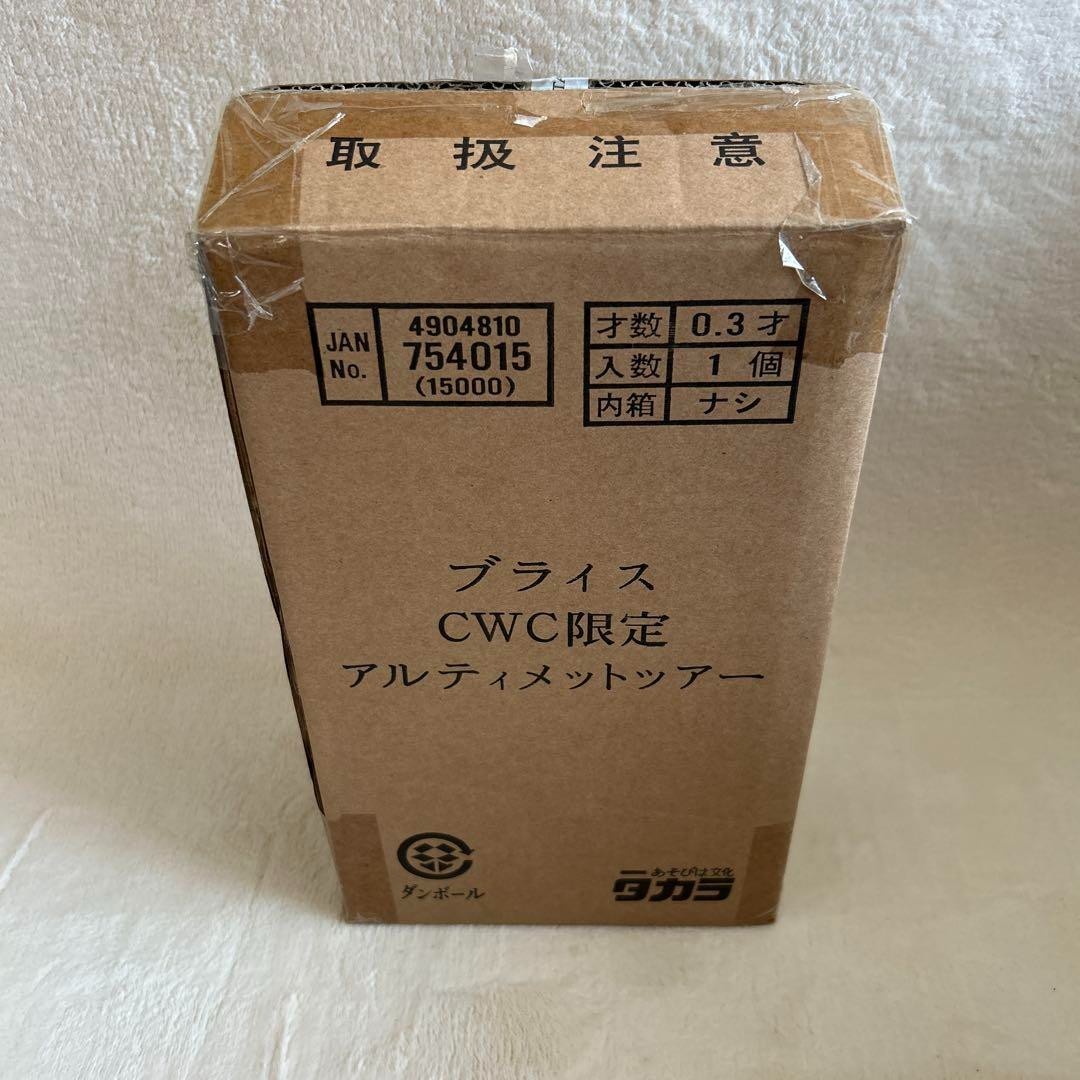 取扱注意
JAN No.
4904810
754015
(15000)
才数 0.3才
入数 1個
内箱 ナシ
ブライス
CWC限定
アルティメットツアー
ダンボール
あそびは文化
タカラ